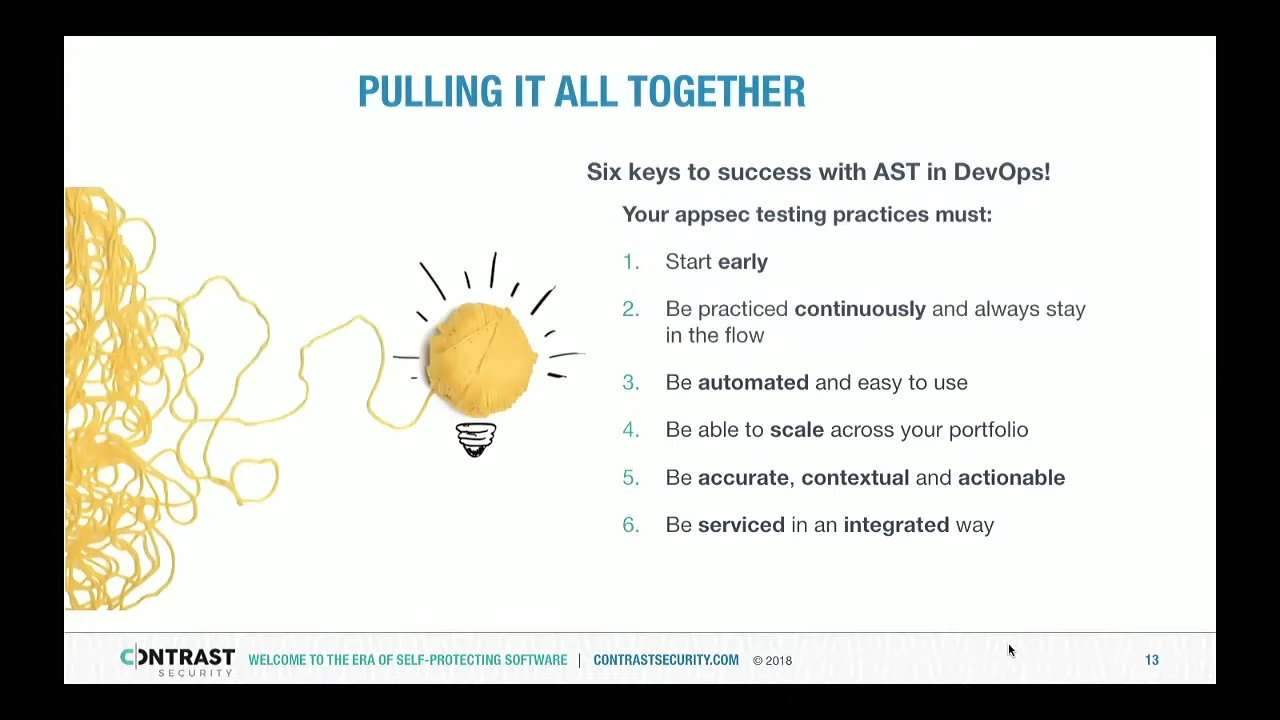 PULLING IT ALL TOGETHER
Six keys to success with AST in DevOps!
Your appsec testing practices must:
1. Start early
2. Be practiced continuously and always stay
in the flow
3. Be automated and easy to use
4. Be able to scale across your portfolio
5. Be accurate, contextual and actionable
6. Be serviced in an integrated way
CONTRAST
SECURITY
WELCOME TO THE ERA OF SELF-PROTECTING SOFTWARE | CONTRASTSECURITY.COM © 2018
13